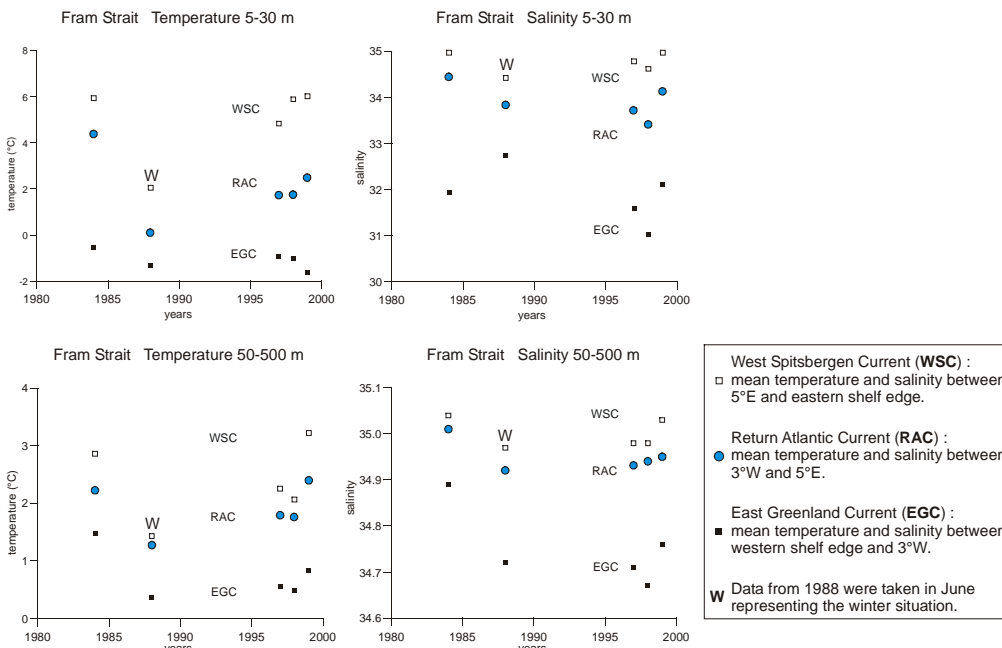 Fram Strait Temperature 5-30 m
8
6
4
2
0
-2
temperature (°C)
WSC
W
RAC
EGC
1980 1985 1990 1995 2000
years
Fram Strait Salinity 5-30 m
35
34
33
32
31
30
salinity
W
WSC
RAC
EGC
1980 1985 1990 1995 2000
years
Fram Strait Temperature 50-500 m
4
3
2
1
0
temperature (°C)
WSC
W
RAC
EGC
1980 1985 1990 1995 2000
years
Fram Strait Salinity 50-500 m
35.1
35.0
34.9
34.8
34.7
34.6
salinity
WSC
W
RAC
EGC
1980 1985 1990 1995 2000
years
West Spitsbergen Current (WSC) :
mean temperature and salinity between
5°E and eastern shelf edge.
Return Atlantic Current (RAC) :
mean temperature and salinity between
3°W and 5°E.
East Greenland Current (EGC) :
mean temperature and salinity between
western shelf edge and 3°W.
W Data from 1988 were taken in June
representing the winter situation.